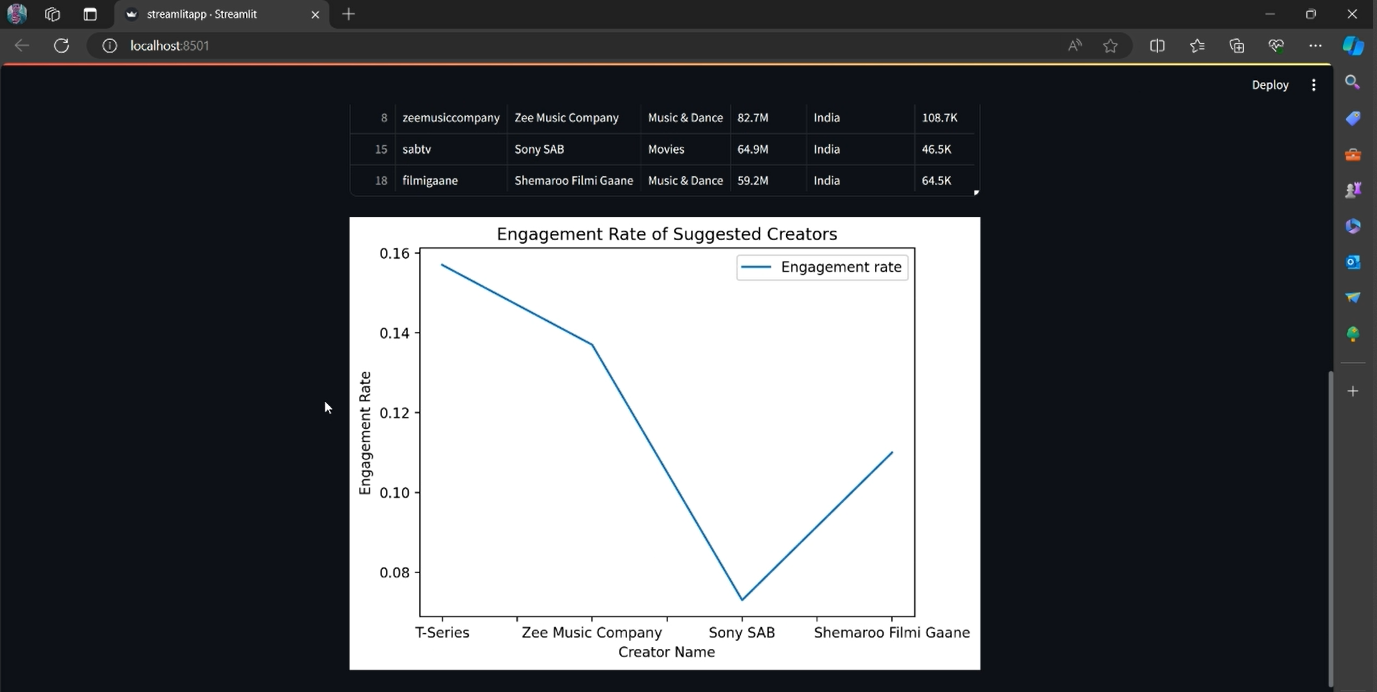 streamlitapp · Streamlit
localhost:8501
Deploy
8 zeemusiccompany Zee Music Company Music & Dance 82.7M India 108.7K
15 sabtv Sony SAB Movies 64.9M India 46.5K
18 filmigaane Shemaroo Filmi Gaane Music & Dance 59.2M India 64.5K
Engagement Rate of Suggested Creators
Engagement rate
0.16
0.14
0.12
0.10
0.08
Engagement Rate
T-Series Zee Music Company Sony SAB Shemaroo Filmi Gaane
Creator Name